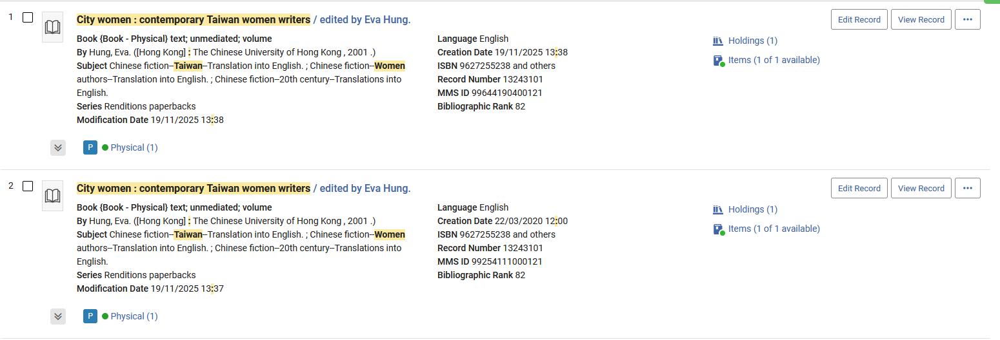 1
City women : contemporary Taiwan women writers / edited by Eva Hung.
Book {Book - Physical} text; unmediated; volume
By Hung, Eva. ([Hong Kong] : The Chinese University of Hong Kong , 2001 .)
Subject Chinese fiction--Taiwan--Translation into English. ; Chinese fiction--Women
authors--Translation into English. ; Chinese fiction--20th century--Translations into
English.
Series Renditions paperbacks
Modification Date 19/11/2025 13:38
Language English
Creation Date 19/11/2025 13:38
ISBN 9627255238 and others
Record Number 13243101
MMS ID 99644190400121
Bibliographic Rank 82
Holdings (1)
Items (1 of 1 available)
Edit Record
View Record
...
P Physical (1)
2
City women : contemporary Taiwan women writers / edited by Eva Hung.
Book {Book - Physical} text; unmediated; volume
By Hung, Eva. ([Hong Kong] : The Chinese University of Hong Kong , 2001 .)
Subject Chinese fiction--Taiwan--Translation into English. ; Chinese fiction--Women
authors--Translation into English. ; Chinese fiction--20th century--Translations into
English.
Series Renditions paperbacks
Modification Date 19/11/2025 13:37
Language English
Creation Date 22/03/2020 12:00
ISBN 9627255238 and others
Record Number 13243101
MMS ID 99254111000121
Bibliographic Rank 82
Holdings (1)
Items (1 of 1 available)
Edit Record
View Record
...
P Physical (1)